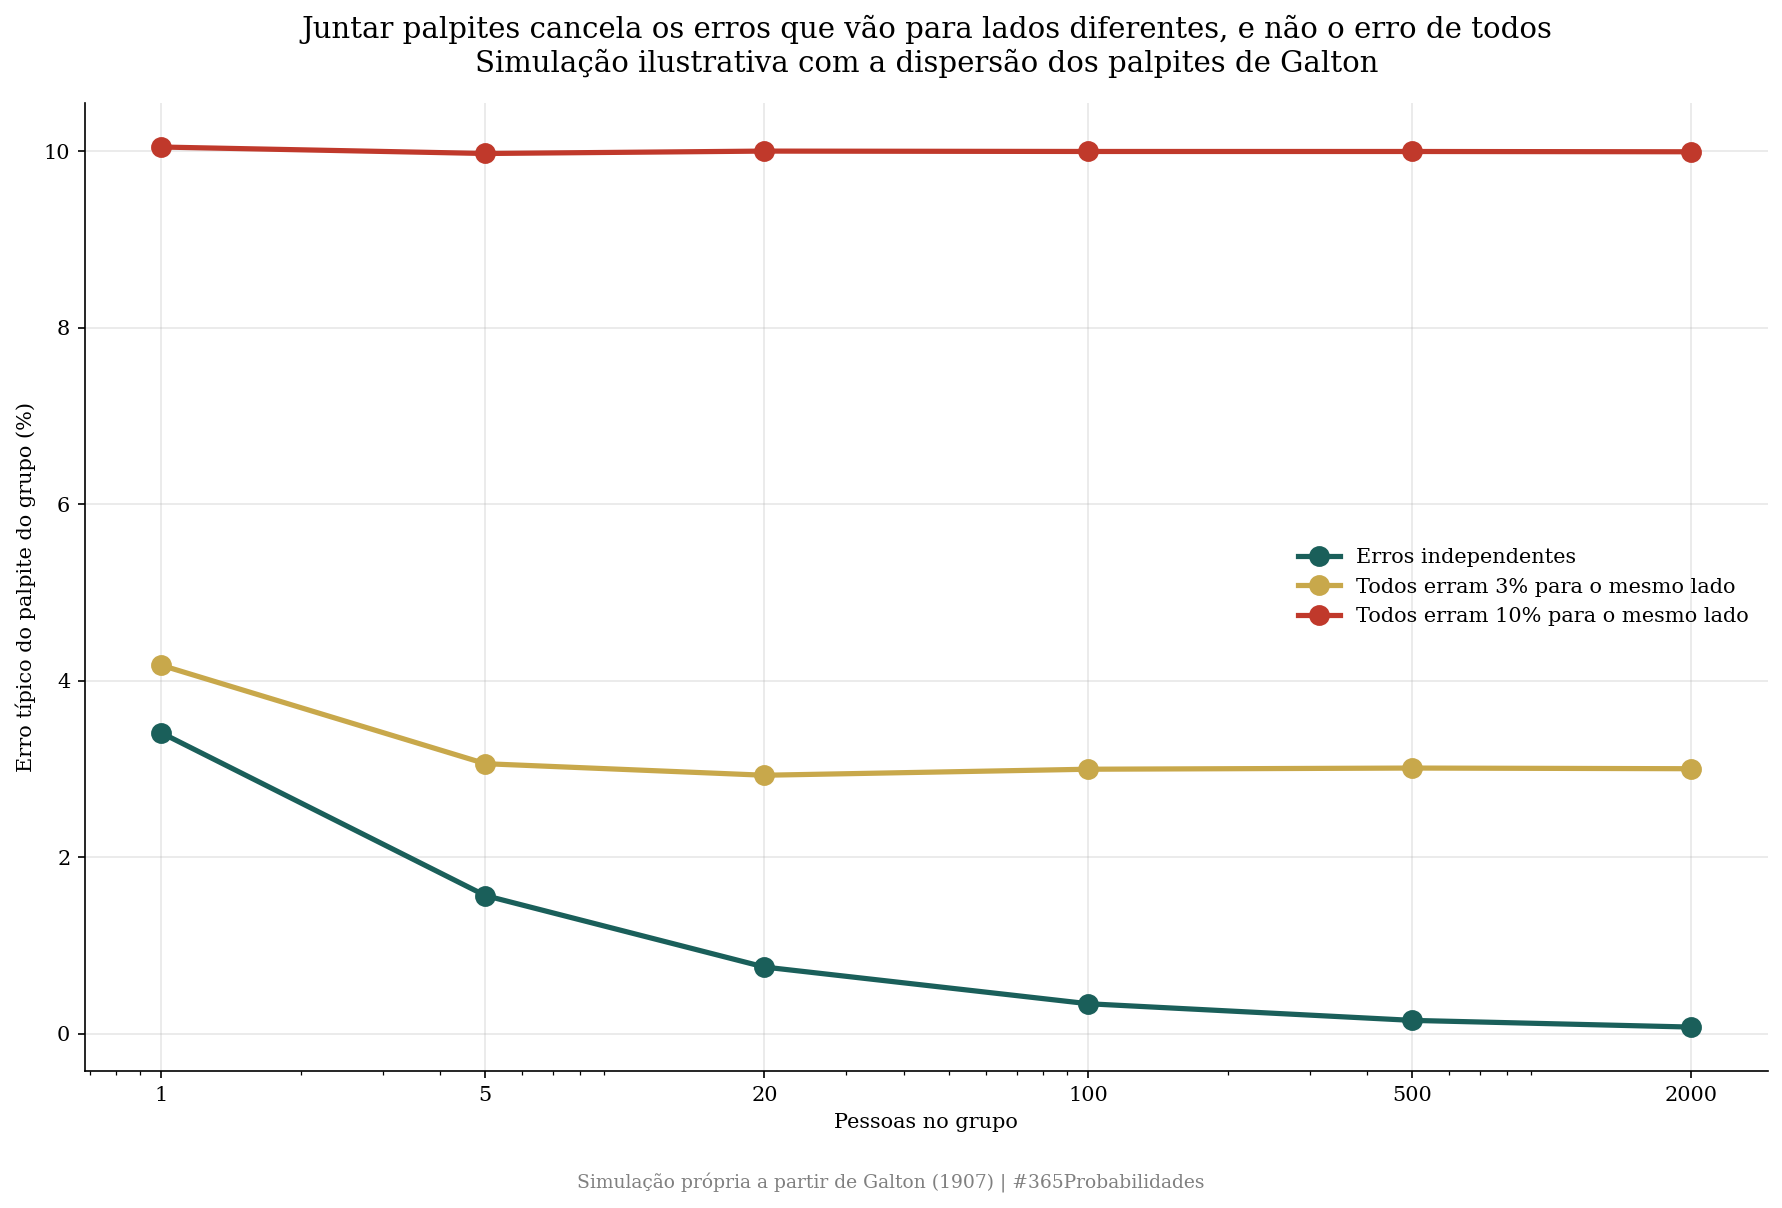 Juntar palpites cancela os erros que vão para lados diferentes, e não o erro de todos
Simulação ilustrativa com a dispersão dos palpites de Galton
Erro típico do palpite do grupo (%)
10
8
6
4
2
0
Erros independentes
Todos erram 3% para o mesmo lado
Todos erram 10% para o mesmo lado
1 5 20 100 500 2000
Pessoas no grupo
Simulação própria a partir de Galton (1907) | #365Probabilidades